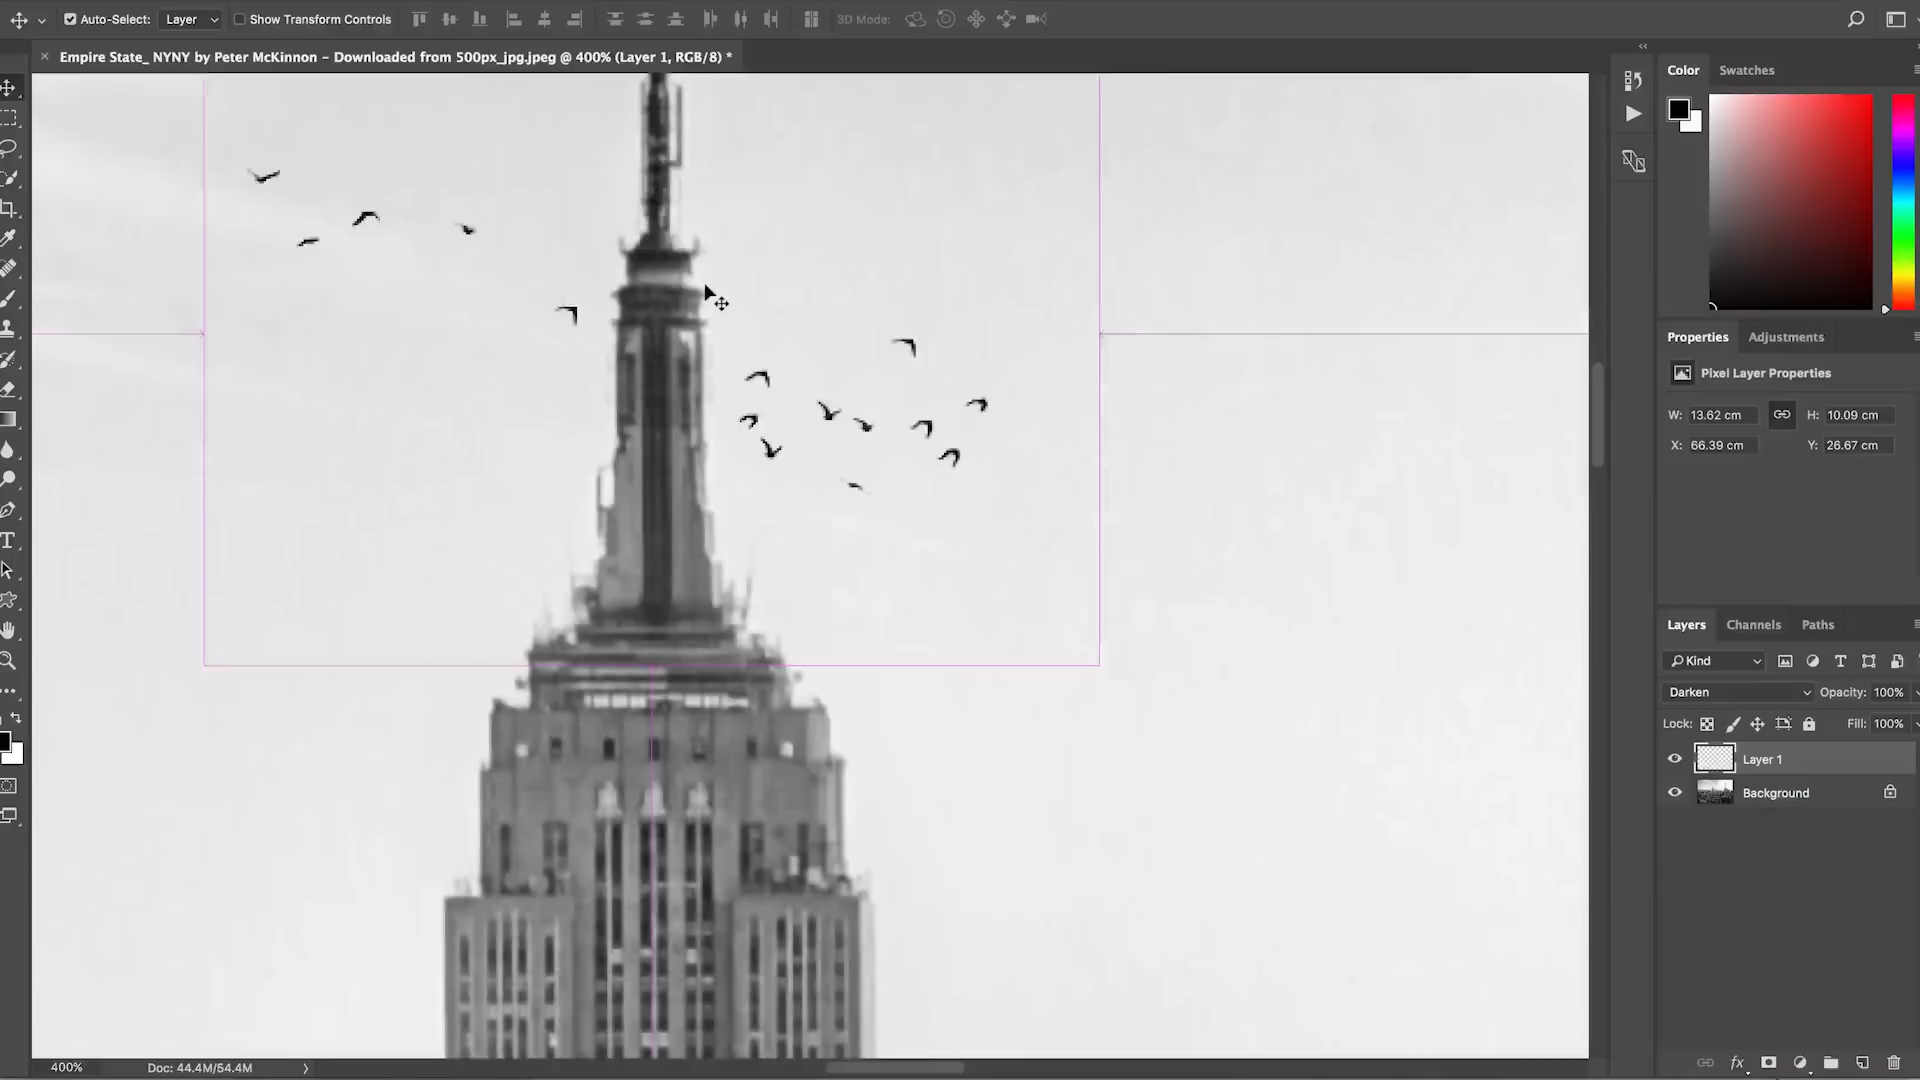 Auto-Select: Layer Show Transform Controls 3D Mode:
Empire State_ NYNY by Peter McKinnon - Downloaded from 500px_jpg.jpeg @ 400% (Layer 1, RGB/8) *
Color Swatches
Properties Adjustments
Pixel Layer Properties
W: 13.62 cm H: 10.09 cm
X: 66.39 cm Y: 26.67 cm
Layers Channels Paths
Kind
Darken Opacity: 100%
Lock: Fill: 100%
Layer 1
Background
400% Doc: 44.4M/54.4M